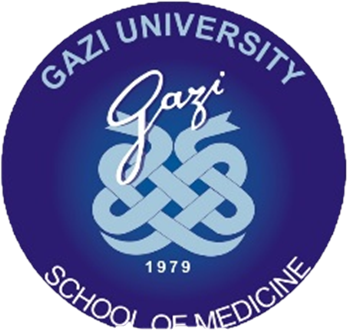 GAZI UNIVERSITY
Gazi
1979
SCHOOL OF MEDICINE